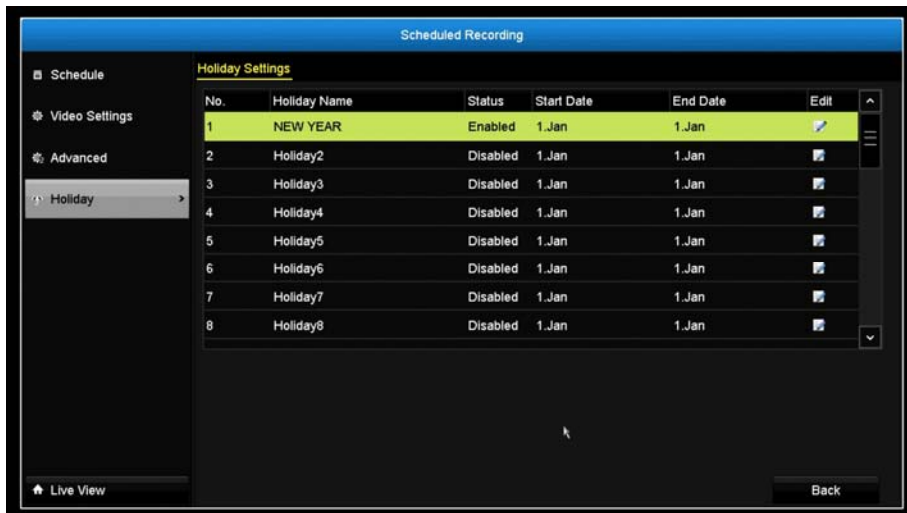 Scheduled Recording
Schedule
Video Settings
Advanced
Holiday
Live View
Holiday Settings
No. Holiday Name Status Start Date End Date Edit
1 NEW YEAR Enabled 1.Jan 1.Jan
2 Holiday2 Disabled 1.Jan 1.Jan
3 Holiday3 Disabled 1.Jan 1.Jan
4 Holiday4 Disabled 1.Jan 1.Jan
5 Holiday5 Disabled 1.Jan 1.Jan
6 Holiday6 Disabled 1.Jan 1.Jan
7 Holiday7 Disabled 1.Jan 1.Jan
8 Holiday8 Disabled 1.Jan 1.Jan
Back